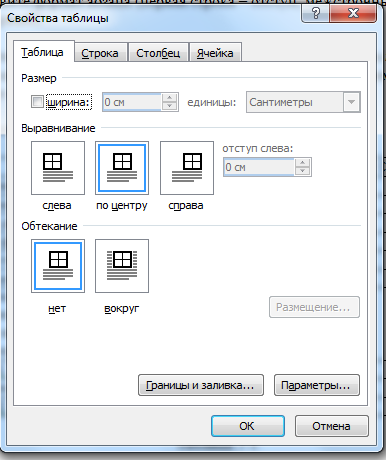 Свойства таблицы
Таблица Строка Столбец Ячейка
Размер
ширина: 0 см единицы: Сантиметры
Выравнивание
отступ слева:
0 см
слева по центру справа
Обтекание
нет вокруг
Размещение...
Границы и заливка... Параметры...
ОК Отмена